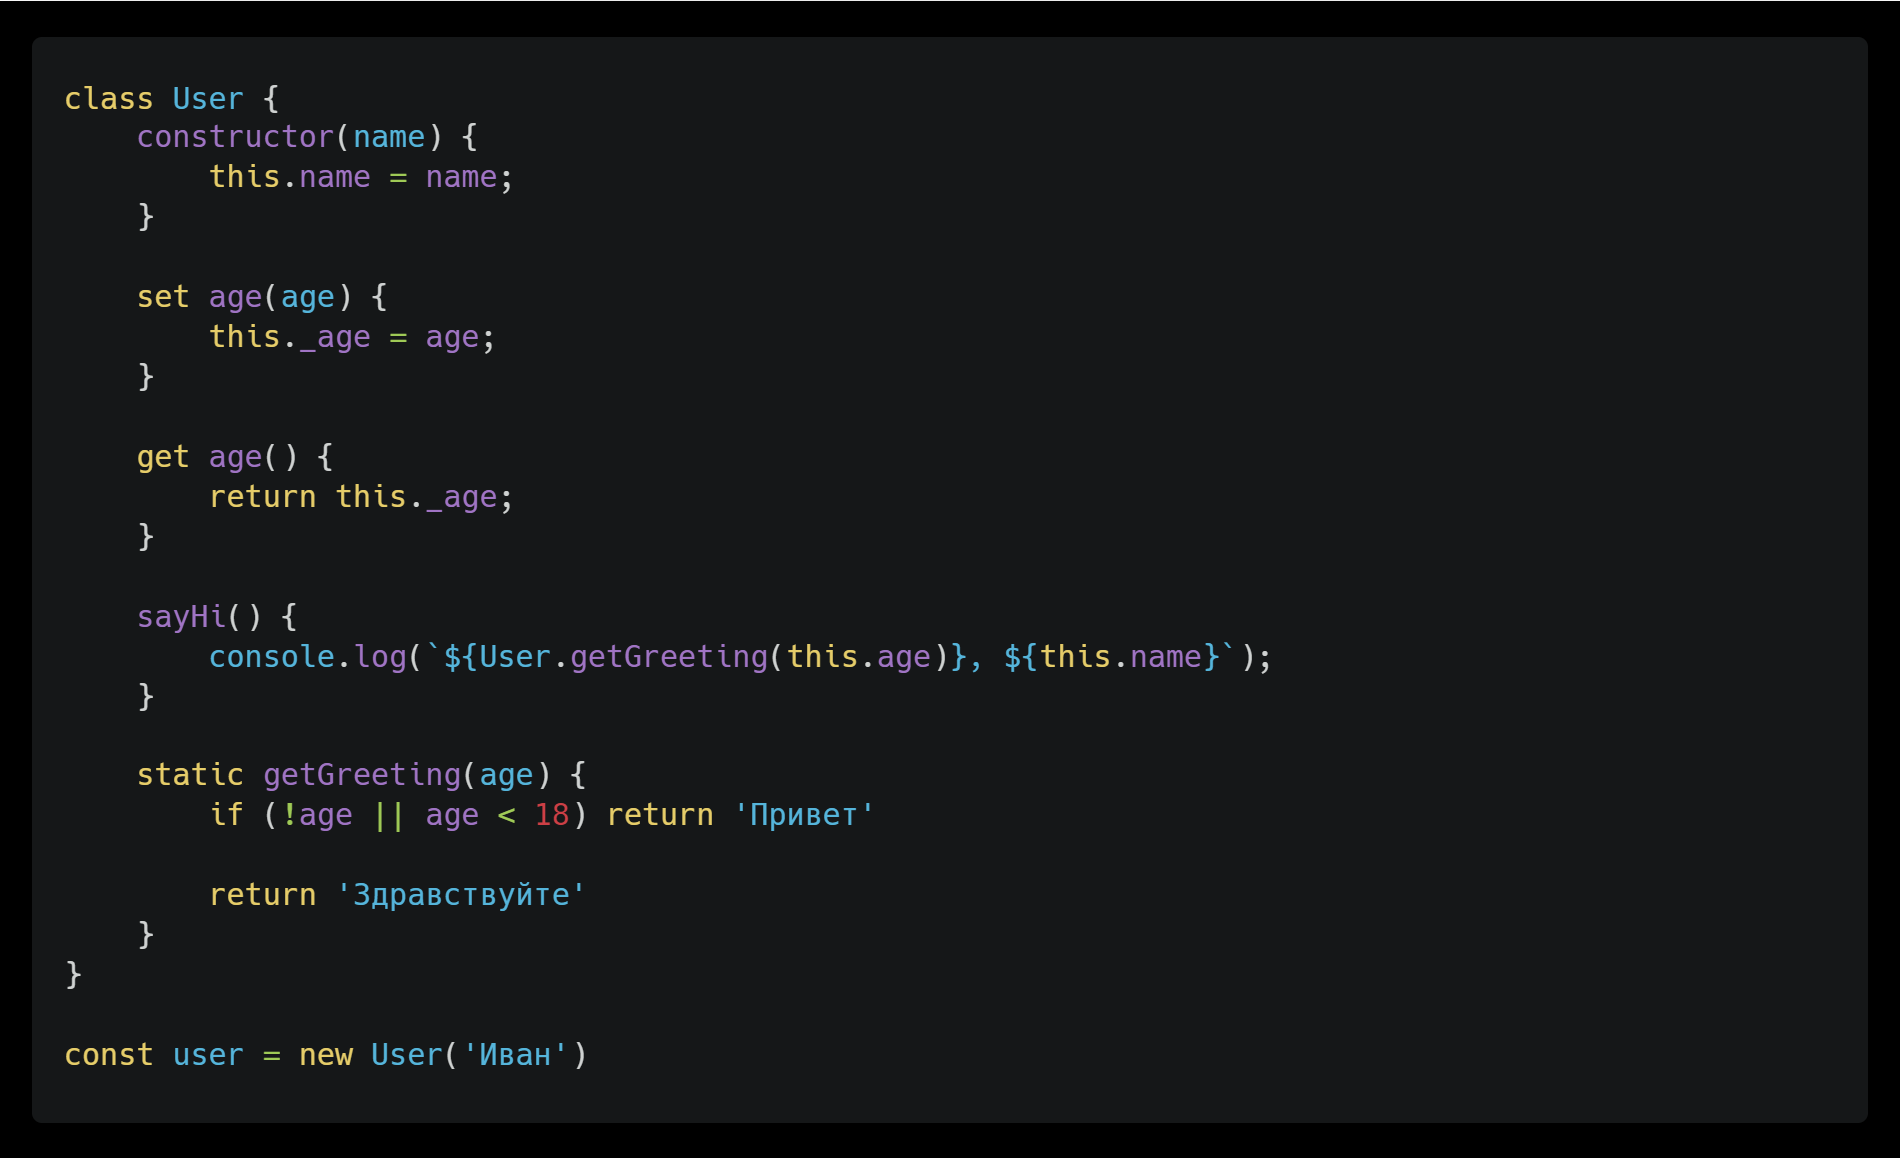 class User {
    constructor(name) {
        this.name = name;
    }

    set age(age) {
        this._age = age;
    }

    get age() {
        return this._age;
    }

    sayHi() {
        console.log(`${User.getGreeting(this.age)}, ${this.name}`);
    }

    static getGreeting(age) {
        if (!age || age < 18) return 'Привет'

        return 'Здравствуйте'
    }
}

const user = new User('Иван')